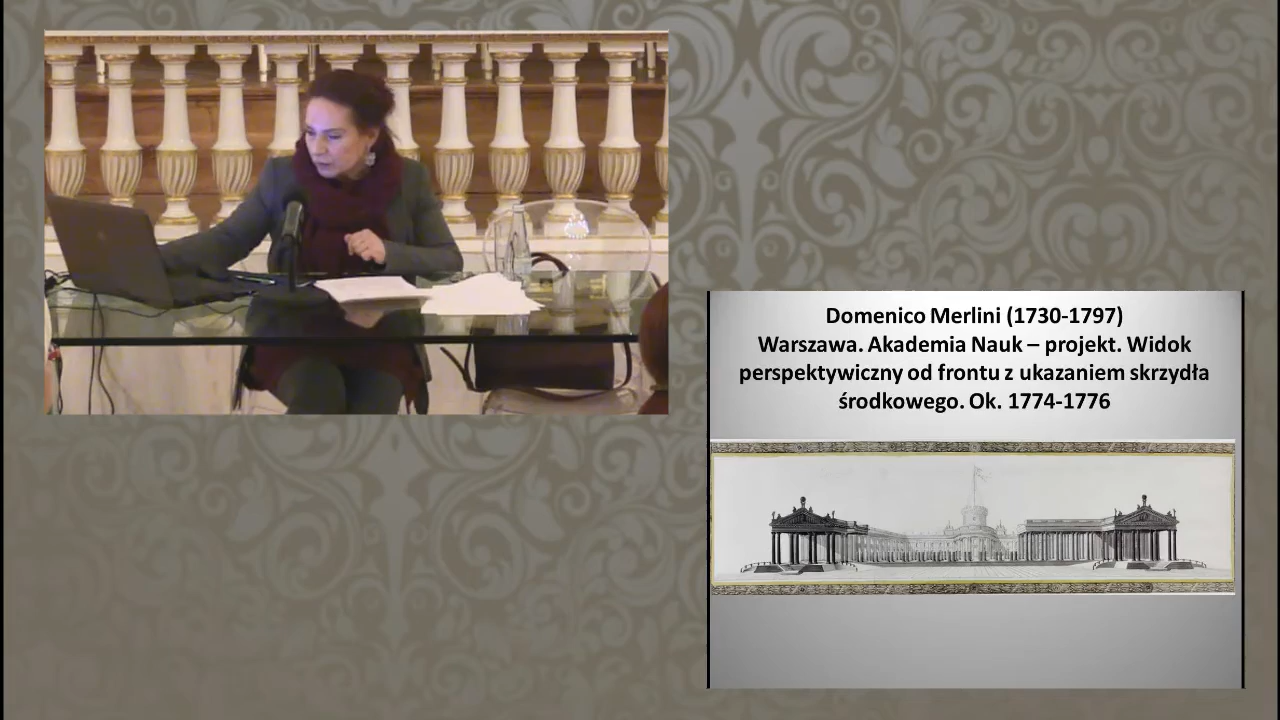 Domenico Merlini (1730-1797)
Warszawa. Akademia Nauk – projekt. Widok
perspektywiczny od frontu z ukazaniem skrzydła
środkowego. Ok. 1774-1776